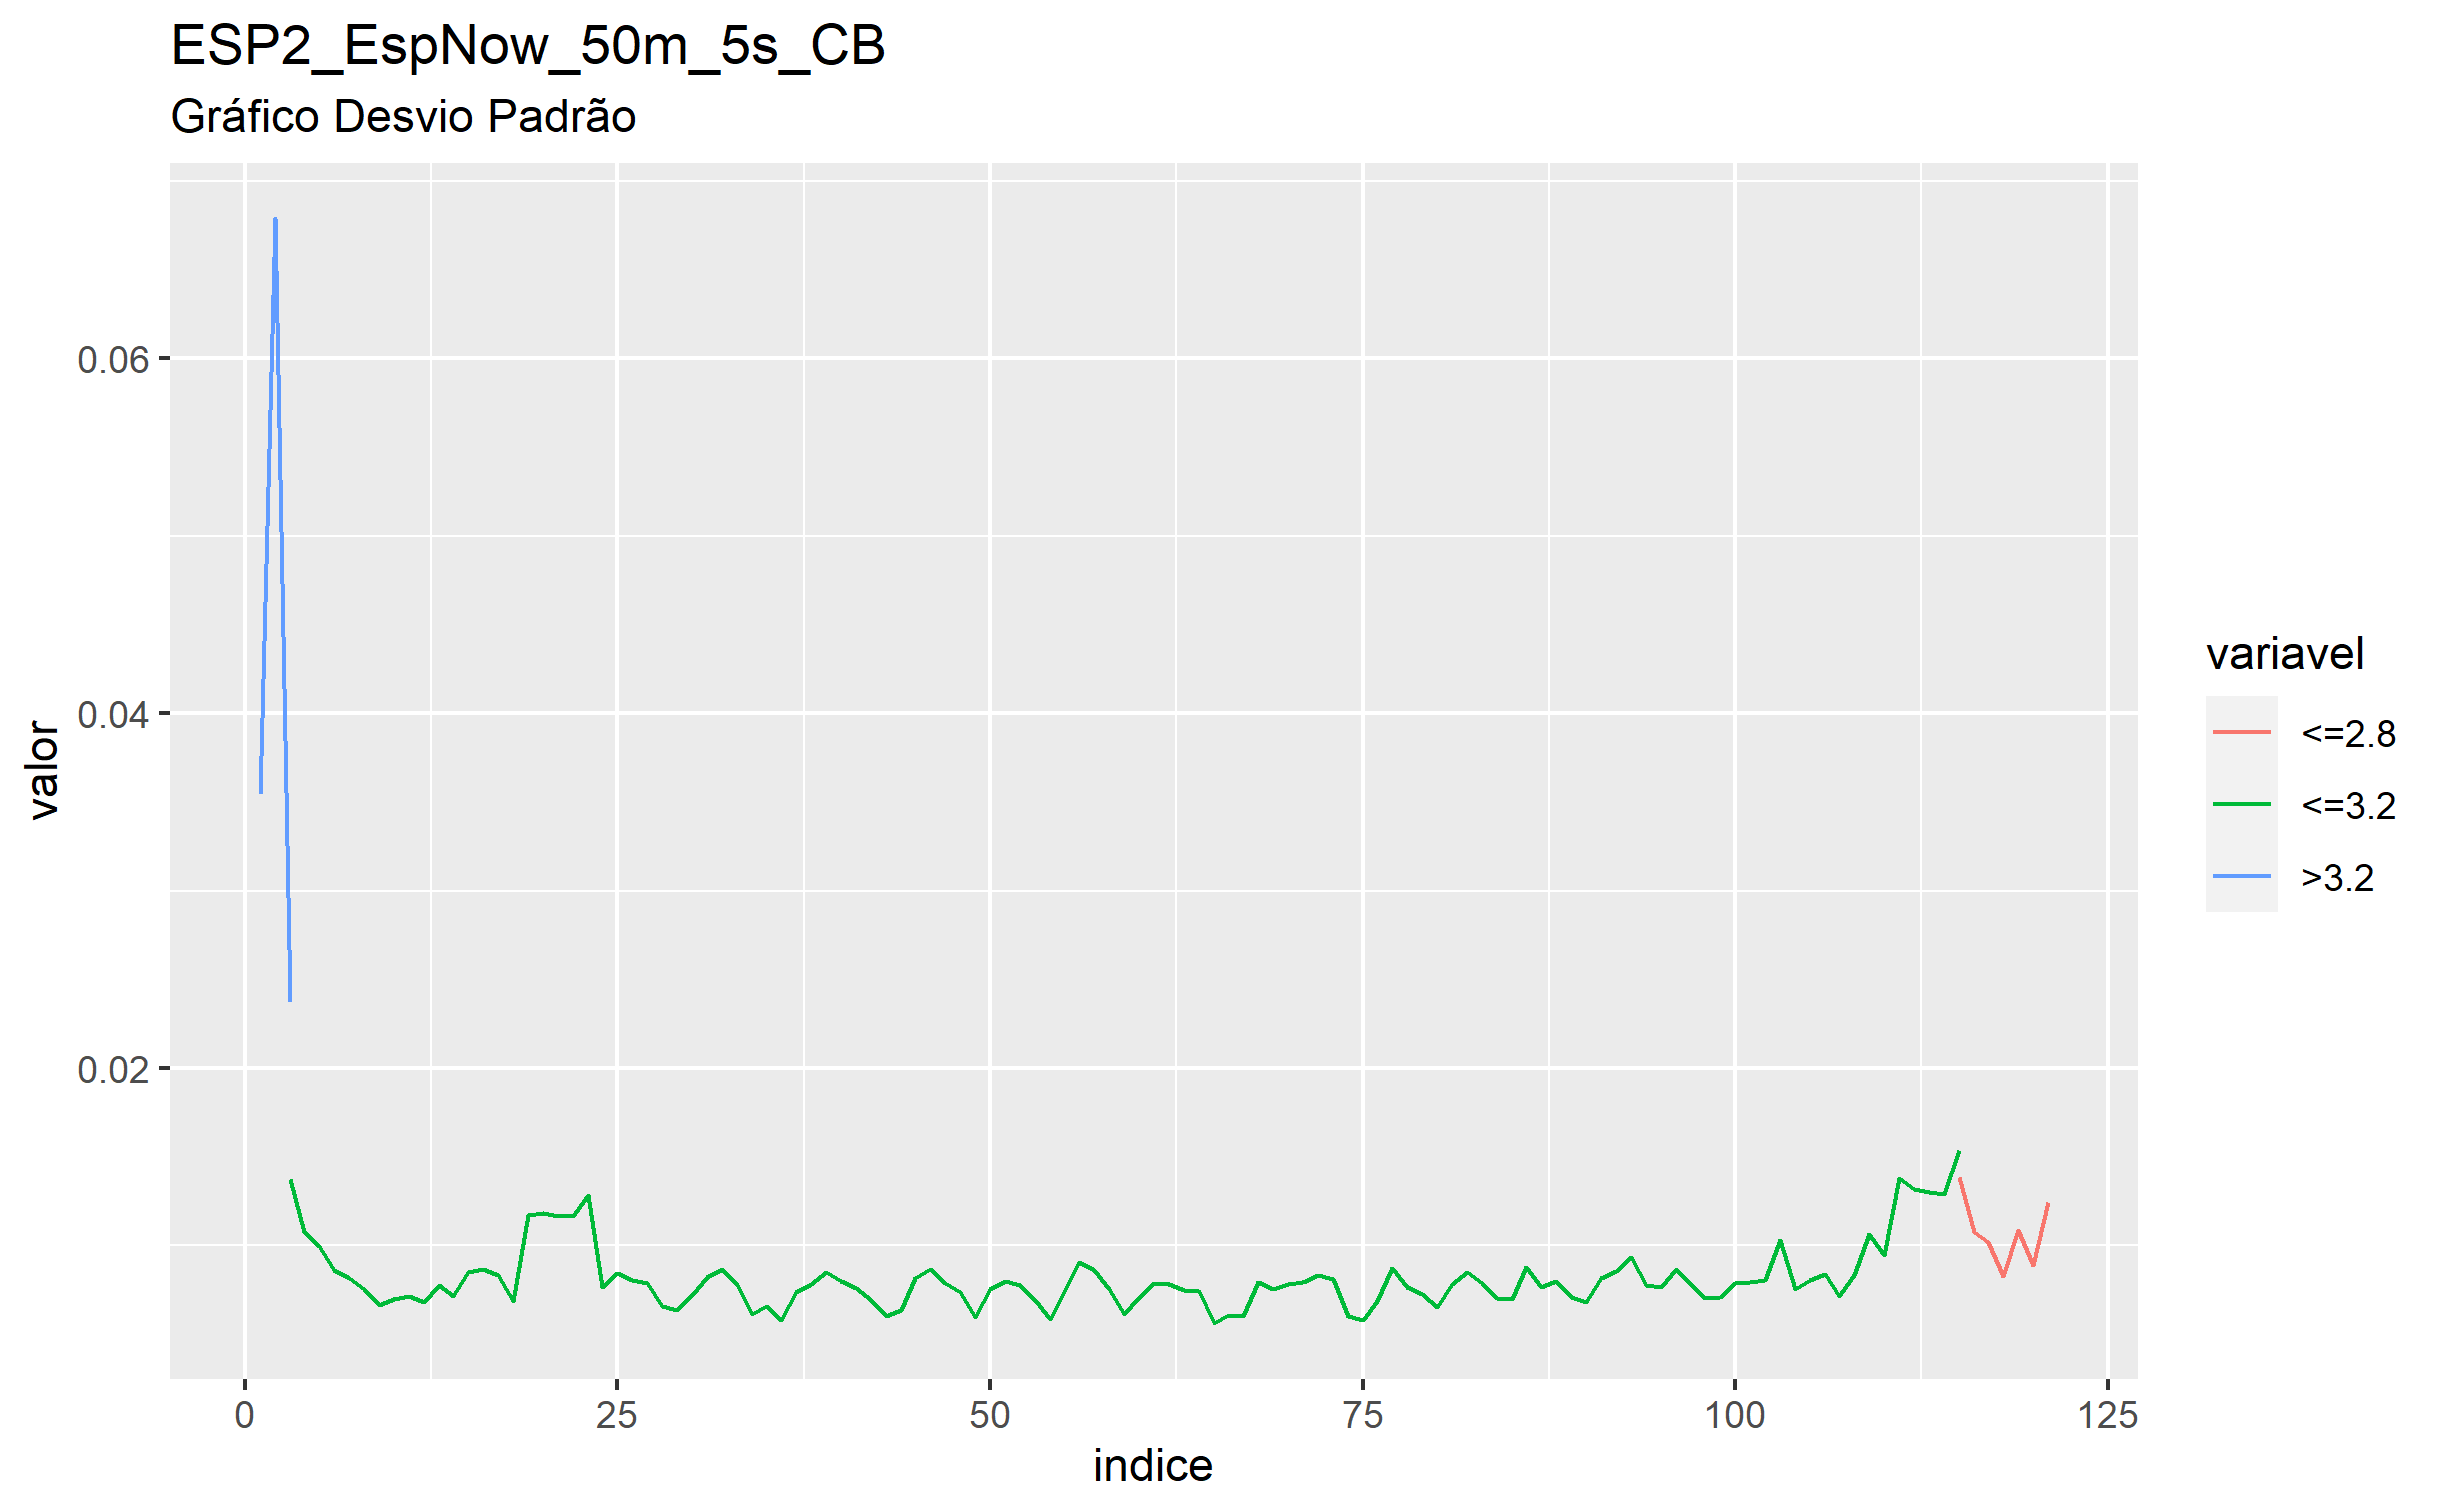 ESP2_EspNow_50m_5s_CB
Gráfico Desvio Padrão
valor
0.06
0.04
0.02
0 25 50 75 100 125
indice
variavel
<=2.8
<=3.2
>3.2